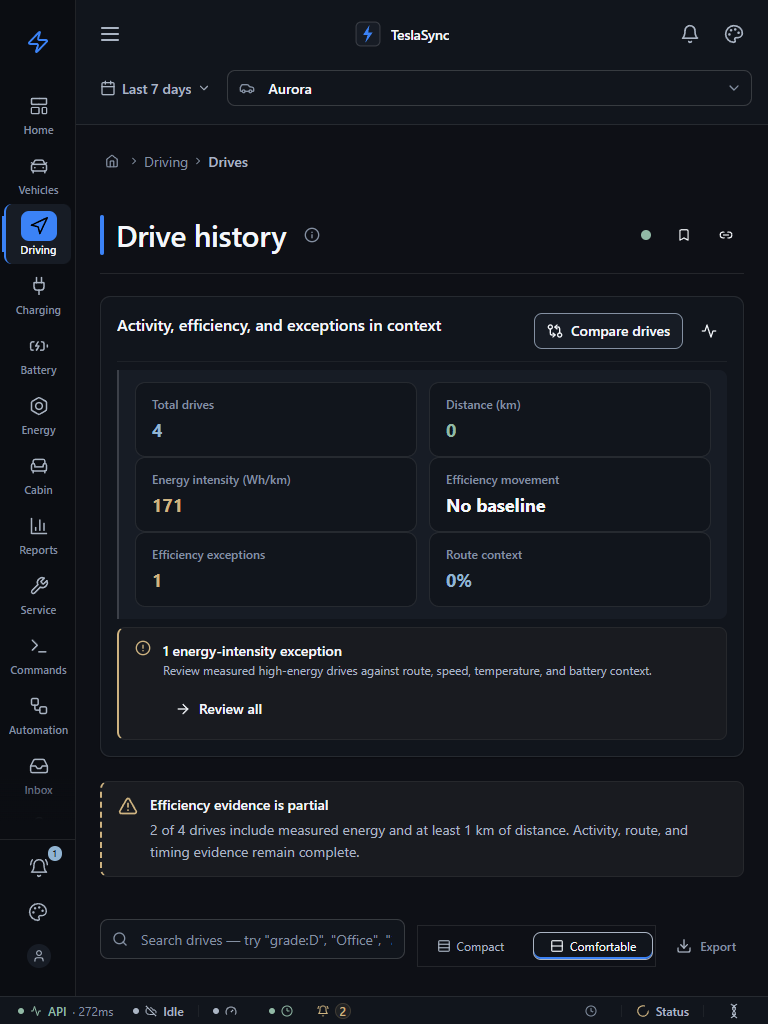 TeslaSync
Last 7 days
Aurora
Home
Vehicles
Driving
Charging
Battery
Energy
Cabin
Reports
Service
Commands
Automation
Inbox
1
Driving
Drives
Drive history
Activity, efficiency, and exceptions in context
Compare drives
Total drives
4
Distance (km)
0
Energy intensity (Wh/km)
171
Efficiency movement
No baseline
Efficiency exceptions
1
Route context
0%
1 energy-intensity exception
Review measured high-energy drives against route, speed, temperature, and battery context.
Review all
Efficiency evidence is partial
2 of 4 drives include measured energy and at least 1 km of distance. Activity, route, and
timing evidence remain complete.
Search drives — try "grade:D", "Office", ".
Compact
Comfortable
Export
API · 272ms
Idle
2
Status